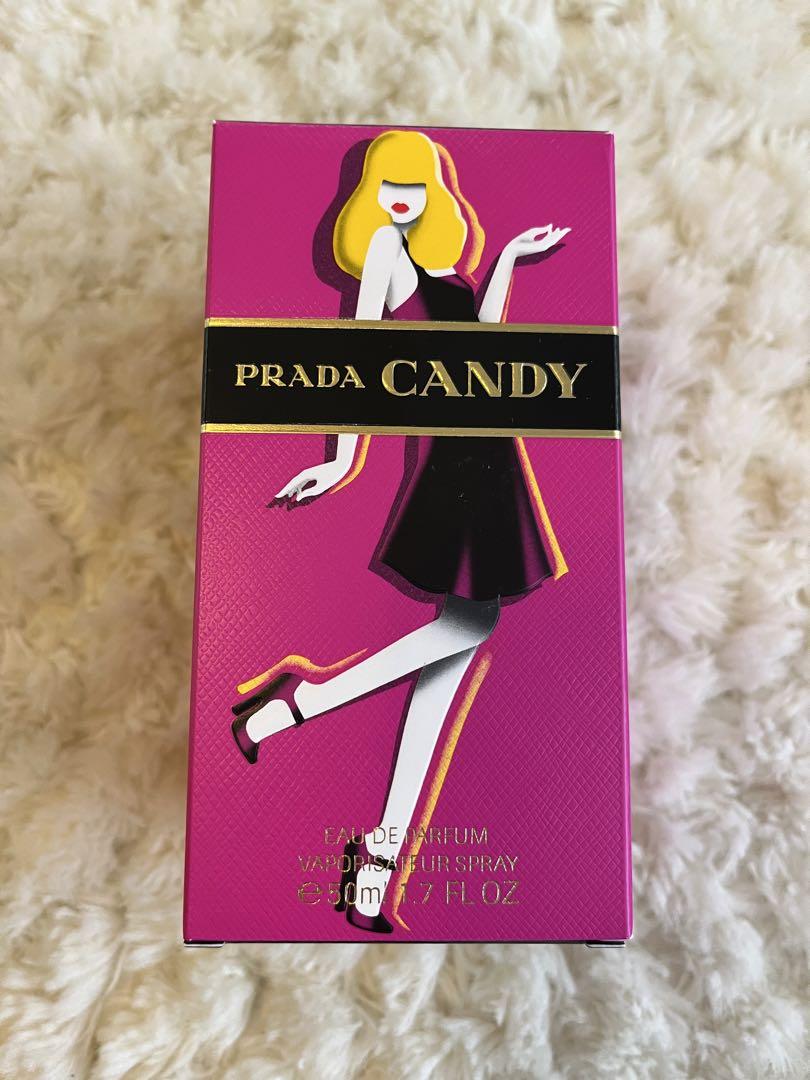 PRADA CANDY
EAU DE PARFUM
VAPORISATEUR SPRAY
℮50ml 1.7 FL OZ